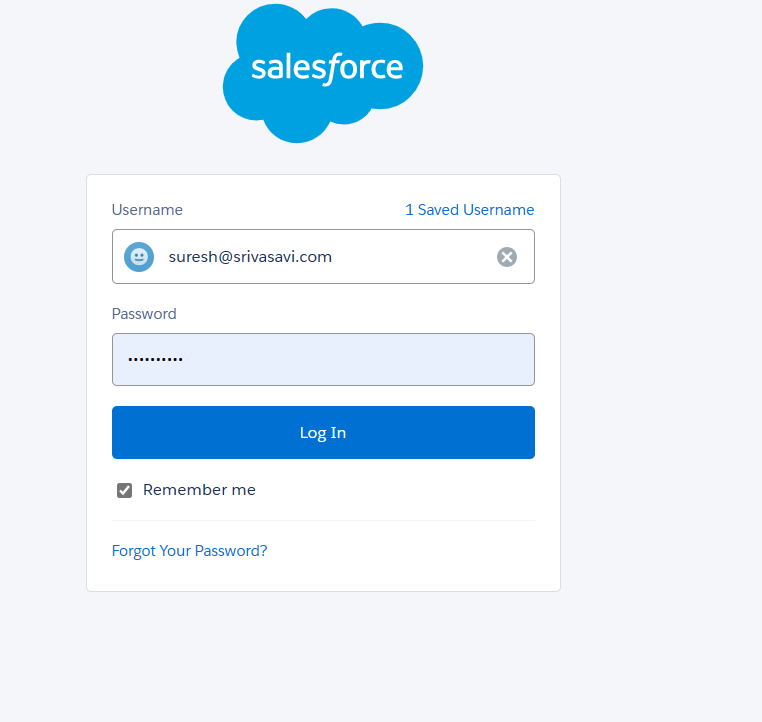 salesforce
Username 1 Saved Username
suresh@srivasavi.com
Password
••••••••••
Log In
Remember me
Forgot Your Password?